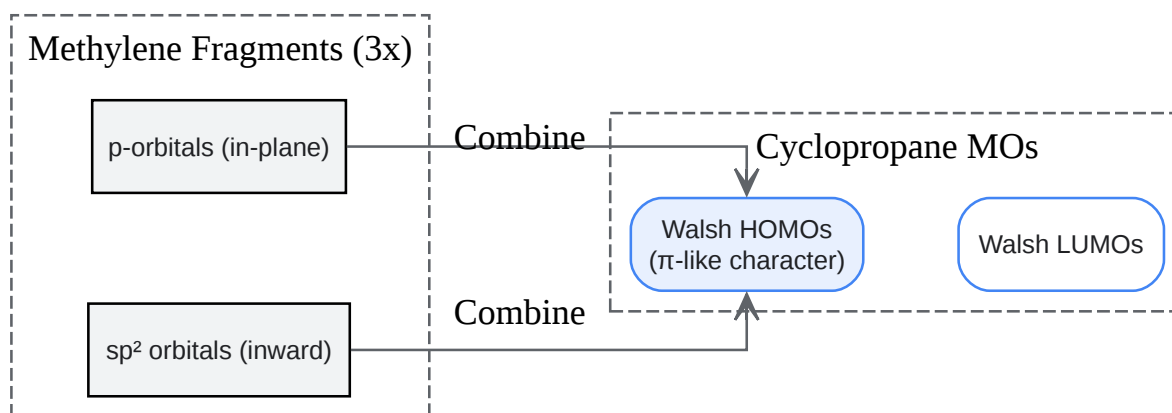 Methylene Fragments (3x)
p-orbitals (in-plane)
Combine
Cyclopropane MOs
Walsh HOMOs
(π-like character)
Walsh LUMOs
Combine
sp² orbitals (inward)